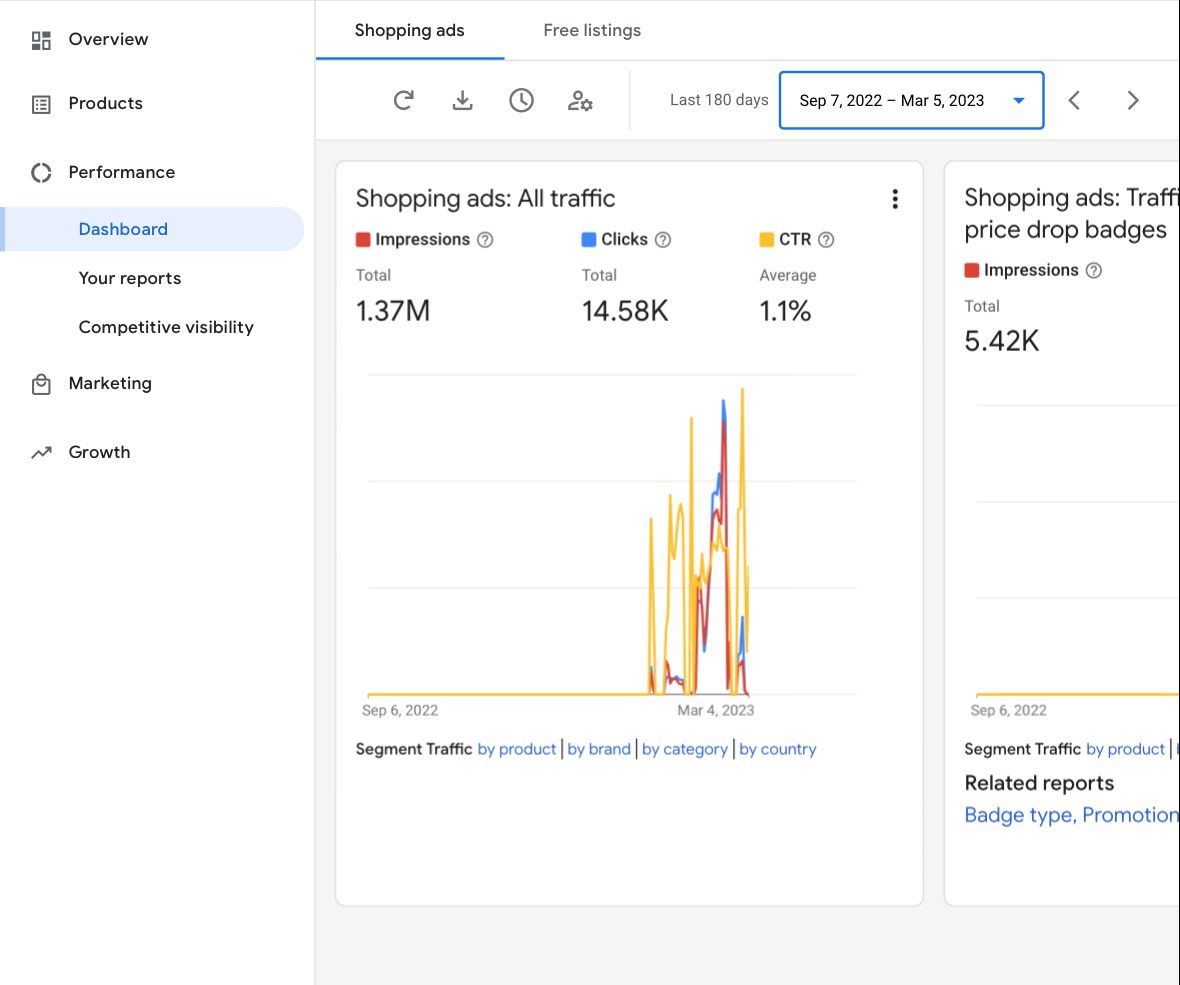 Overview
Products
Performance
Dashboard
Your reports
Competitive visibility
Marketing
Growth
Shopping ads Free listings
Last 180 days Sep 7, 2022 – Mar 5, 2023
Shopping ads: All traffic
Impressions Clicks CTR
Total Total Average
1.37M 14.58K 1.1%
Sep 6, 2022 Mar 4, 2023
Segment Traffic by product | by brand | by category | by country
Shopping ads: Traffi
price drop badges
Impressions
Total
5.42K
Sep 6, 2022
Segment Traffic by product |
Related reports
Badge type, Promotion